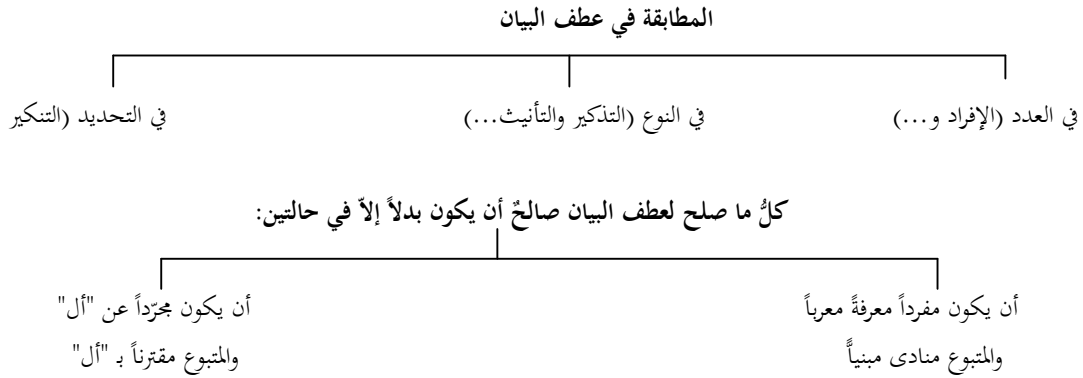 المطابقة في عطف البيان
في العدد (الإفراد و...)
في النوع (التذكير والتأنيث...)
في التحديد (التنكير
كلُّ ما صلح لعطف البيان صالحٌ أن يكون بدلاً إلاّ في حالتين:
أن يكون مفرداً معرفةً معرباً
والمتبوع منادى مبنياًّ
أن يكون مجرّداً عن "أل"
والمتبوع مقترناً بـ "أل"